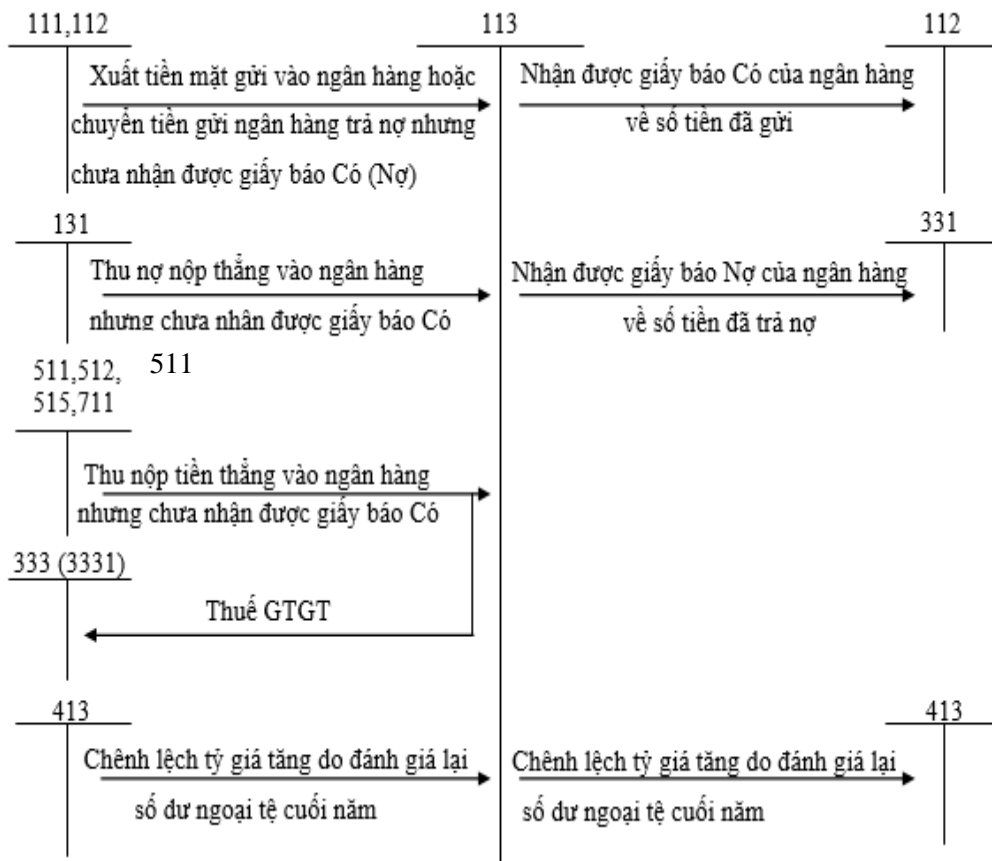 111,112
113
112
Xuất tiền mặt gửi vào ngân hàng hoặc
chuyển tiền gửi ngân hàng trả nợ nhưng
chưa nhận được giấy báo Có (Nợ)
Nhận được giấy báo Có của ngân hàng
về số tiền đã gửi
131
331
Thu nợ nộp thẳng vào ngân hàng
nhưng chưa nhận được giấy báo Có
Nhận được giấy báo Nợ của ngân hàng
về số tiền đã trả nợ
511,512, 511
515,711
Thu nộp tiền thẳng vào ngân hàng
nhưng chưa nhận được giấy báo Có
333 (3331)
Thuế GTGT
413
413
Chênh lệch tỷ giá tăng do đánh giá lại
số dư ngoại tệ cuối năm
Chênh lệch tỷ giá tăng do đánh giá lại
số dư ngoại tệ cuối năm